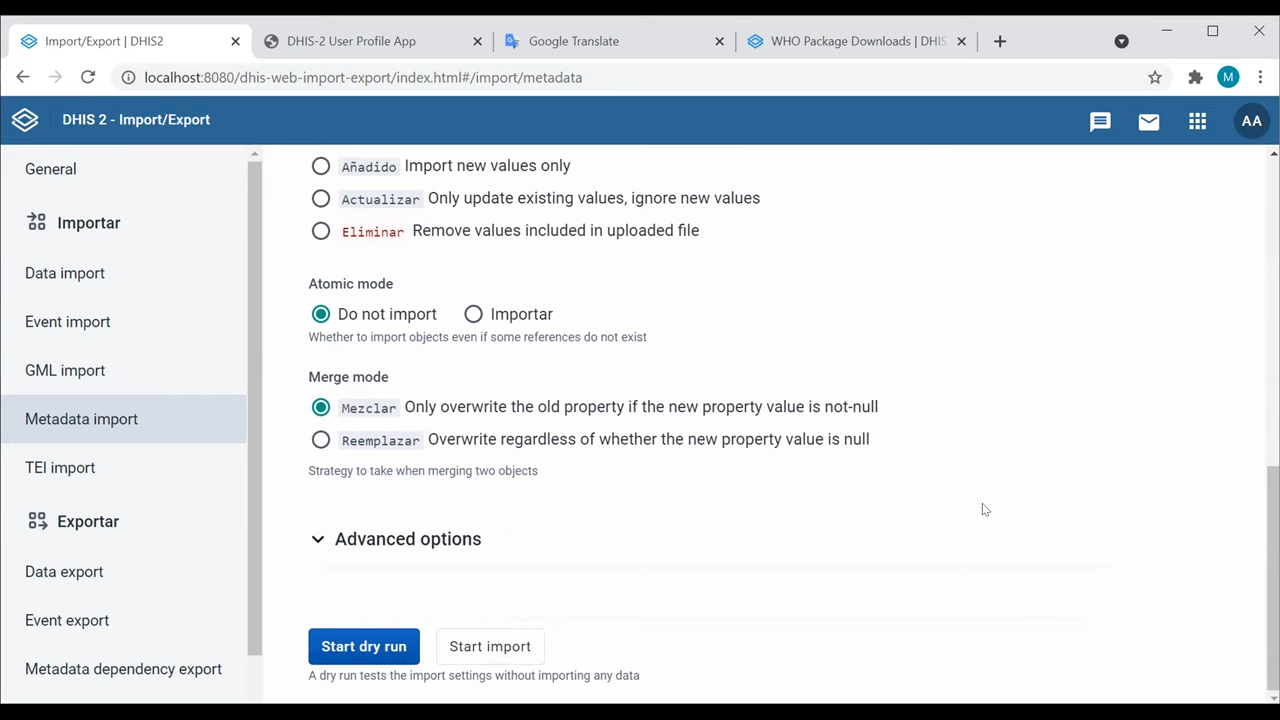 Import/Export | DHIS2
DHIS-2 User Profile App
Google Translate
WHO Package Downloads | DHIS
localhost:8080/dhis-web-import-export/index.html#/import/metadata
M
DHIS 2 - Import/Export
AA
General
Importar
Data import
Event import
GML import
Metadata import
TEI import
Exportar
Data export
Event export
Metadata dependency export
Añadido Import new values only
Actualizar Only update existing values, ignore new values
Eliminar Remove values included in uploaded file
Atomic mode
Do not import Importar
Whether to import objects even if some references do not exist
Merge mode
Mezclar Only overwrite the old property if the new property value is not-null
Reemplazar Overwrite regardless of whether the new property value is null
Strategy to take when merging two objects
Advanced options
Start dry run Start import
A dry run tests the import settings without importing any data